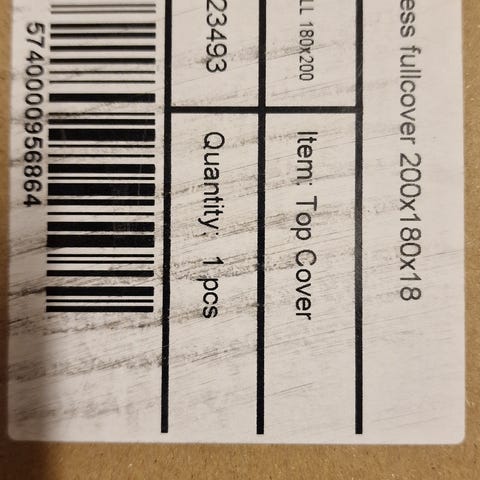 ess fullcover 200x180x18
LL 180x200 Item: Top Cover
23493 Quantity: 1 pcs
5740000956864